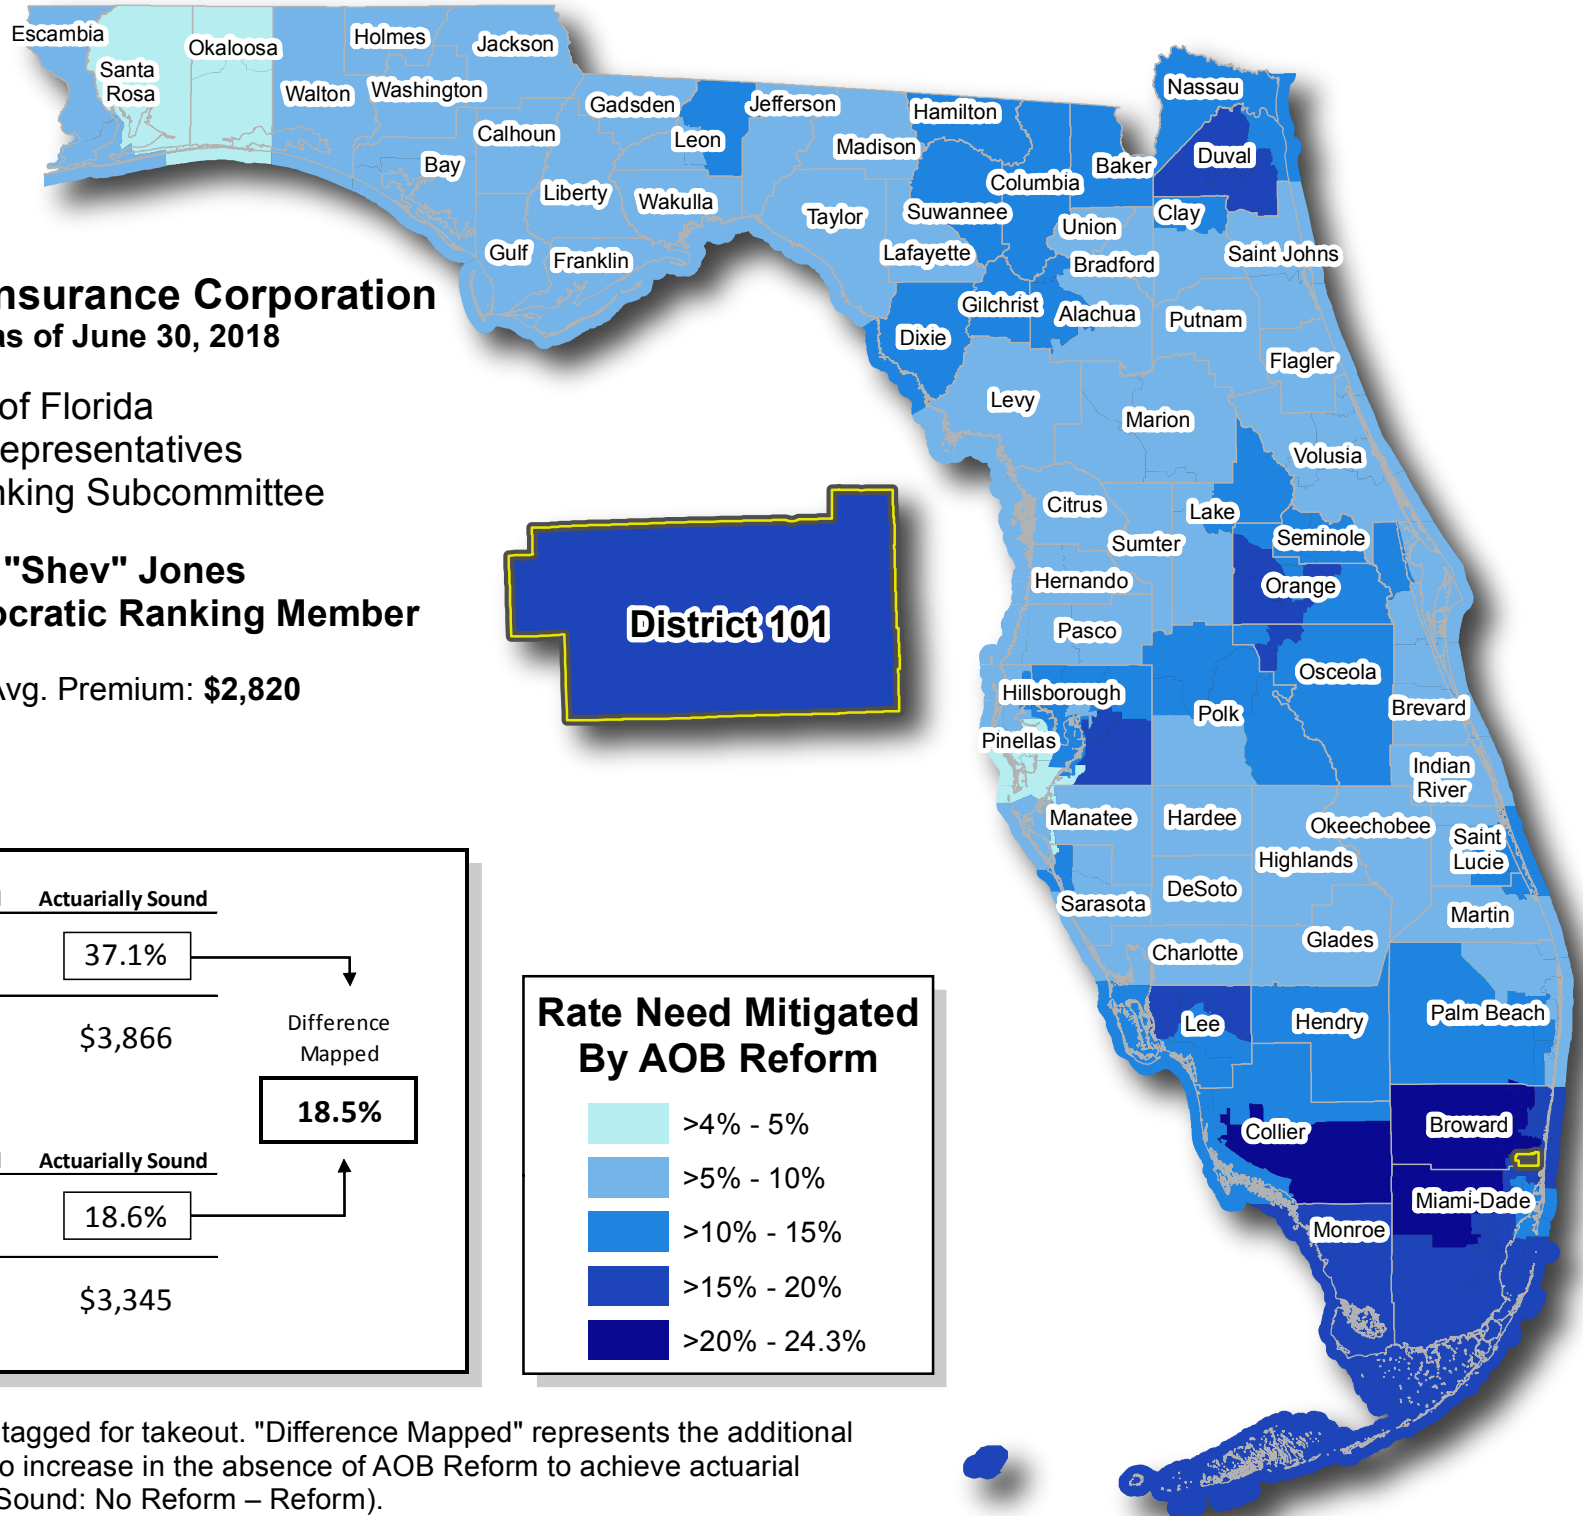 Escambia
Santa
Rosa
Okaloosa
Holmes
Jackson
Walton
Washington
Calhoun
Bay
Gadsden
Leon
Jefferson
Madison
Liberty
Wakulla
Taylor
Gulf
Franklin
Hamilton
Nassau
Duval
Baker
Columbia
Suwannee
Lafayette
Union
Clay
Bradford
Saint Johns
Gilchrist
Alachua
Putnam
Dixie
Flagler
Levy
Marion
Volusia
Citrus
Lake
Sumter
Seminole
Hernando
Orange
Pasco
Osceola
Hillsborough
Polk
Brevard
Pinellas
Indian
River
Manatee
Hardee
Okeechobee
Saint
Lucie
Highlands
DeSoto
Sarasota
Martin
Glades
Charlotte
Lee
Hendry
Palm Beach
Collier
Broward
Miami-Dade
Monroe
nsurance Corporation
as of June 30, 2018
of Florida
epresentatives
nking Subcommittee
"Shev" Jones
ocratic Ranking Member
Avg. Premium: $2,820
District 101
Actuarially Sound
37.1%
$3,866
Difference
Mapped
18.5%
Actuarially Sound
18.6%
$3,345
Rate Need Mitigated
By AOB Reform
>4% - 5%
>5% - 10%
>10% - 15%
>15% - 20%
>20% - 24.3%
tagged for takeout. "Difference Mapped" represents the additional
o increase in the absence of AOB Reform to achieve actuarial
Sound: No Reform – Reform).